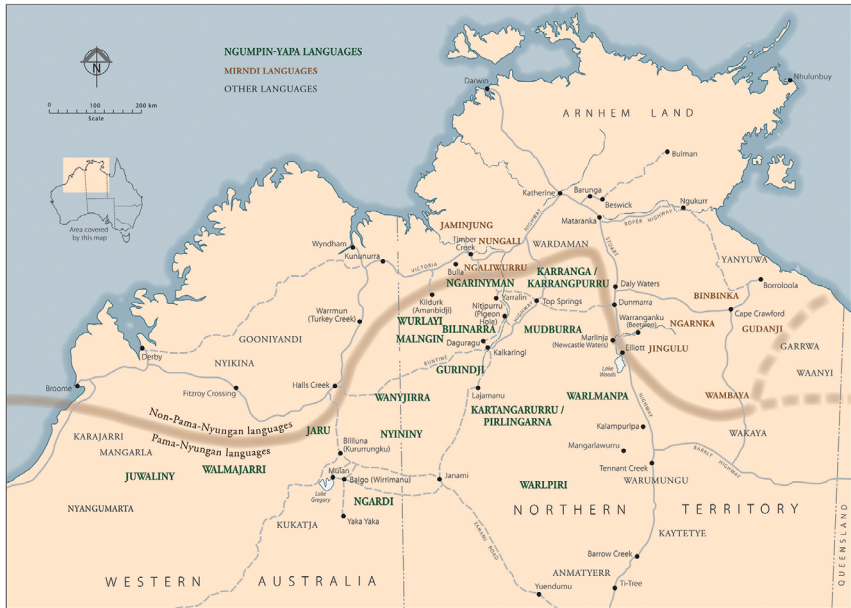 NGUMPIN-YAPA LANGUAGES
MIRNDI LANGUAGES
OTHER LANGUAGES
N
0 100 200 km
Scale
Area covered
by this map
Darwin
Nhulunbuy
ARNHEM LAND
Bulman
Katherine
Barunga
Beswick
Mataranka
Ngukurr
ROPER HIGHWAY
HIGHWAY
STUART
JAMINJUNG
Timber
Creek
NUNGALI
WARDAMAN
Wyndham
Kununurra
VICTORIA
Bulla
NGALIWURRU
NGARINYMAN
KARRANGA /
KARRANGPURRU
YANYUWA
Borroloola
Daly Waters
BINBINKA
Kildurk
(Amanbidji)
Yarralin
Nitjpurru
(Pigeon
Hole)
Top Springs
Dunmarra
Cape Crawford
Warrmun
(Turkey Creek)
WURLAYI
MALNGIN
BILINARRA
HIGHWAY
MUDBURRA
Warranganku
(Beetaloo)
NGARNKA
GUDANJI
GOONIYANDI
Daguragu
Kalkaringi
Marlinja
(Newcastle Waters)
Elliott
JINGULU
GARRWA
Derby
NYIKINA
BUNTINE
GURINDJI
Lake
Woods
WAANYI
Broome
Fitzroy Crossing
Halls Creek
WANYJIRRA
Lajamanu
WARLMANPA
WAMBAYA
Non-Pama-Nyungan languages
Pama-Nyungan languages
KARTANGARURRU /
PIRLINGARNA
HIGHWAY
KARAJARRI
MANGARLA
JARU
NYININY
Kalampurlpa
WAKAYA
Billiluna
(Kururrungku)
Mangarlawurru
BARKLY
HIGHWAY
JUWALINY
WALMAJARRI
Mulan
Balgo (Wirrimanu)
Janami
Tennant Creek
Lake
Gregory
WARLPIRI
WARUMUNGU
NYANGUMARTA
NGARDI
KUKATJA
Yaka Yaka
NORTHERN TERRITORY
KAYTETYE
TANAMI
ROAD
Barrow Creek
WESTERN AUSTRALIA
ANMATYERR
Ti-Tree
Yuendumu
QUEENSLAND